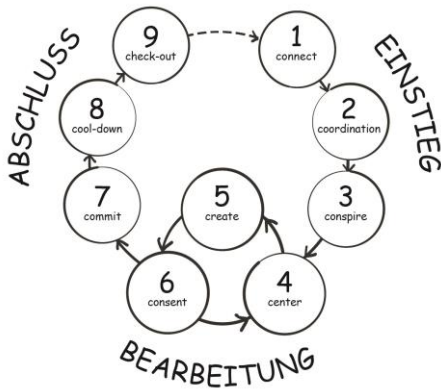 EINSTIEG
1
connect
2
coordination
3
conspire
BEARBEITUNG
4
center
5
create
6
consent
ABSCHLUSS
7
commit
8
cool-down
9
check-out